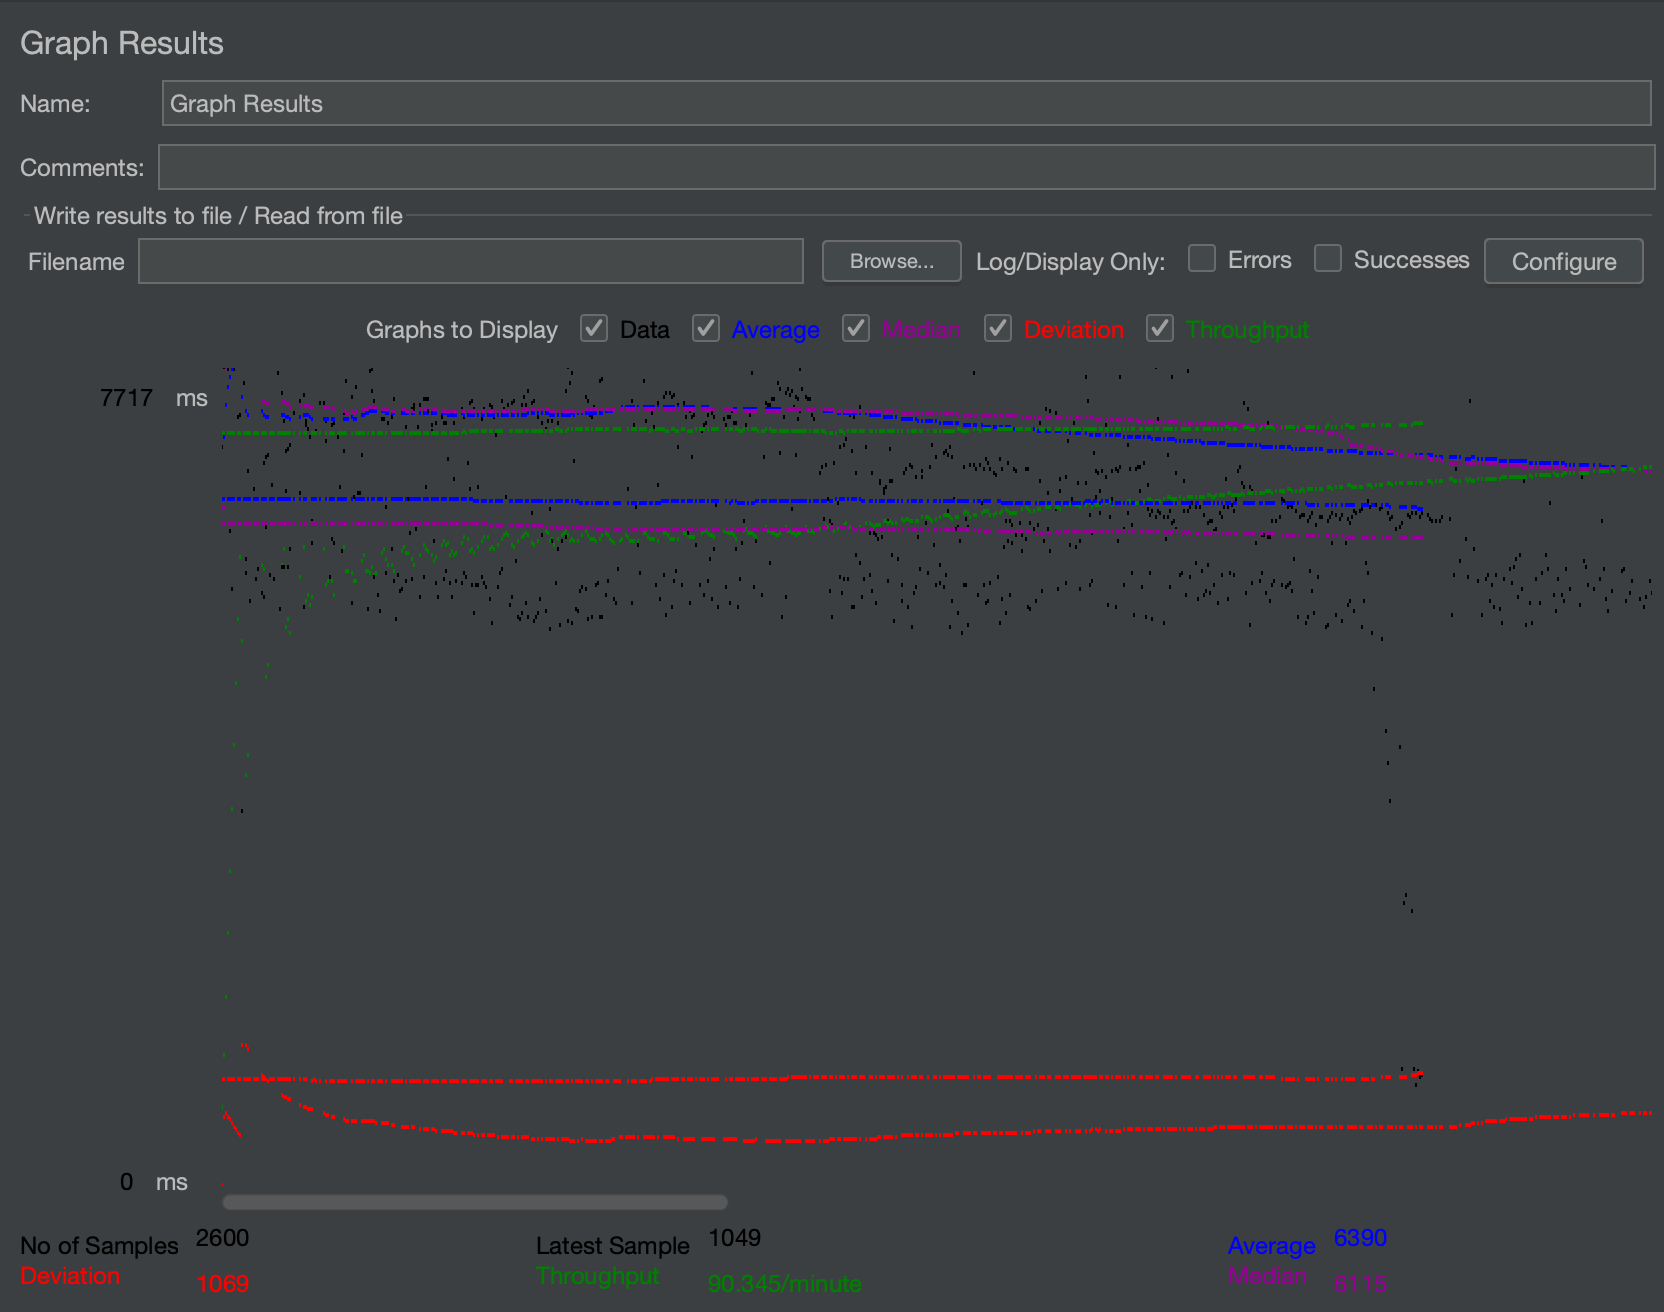 Graph Results
Name: Graph Results
Comments:
Write results to file / Read from file
Filename Browse... Log/Display Only: Errors Successes Configure
Graphs to Display Data Average Median Deviation Throughput
7717 ms
0 ms
No of Samples 2600 Latest Sample 1049 Average 6390
Deviation 1069 Throughput 90.345/minute Median 6115